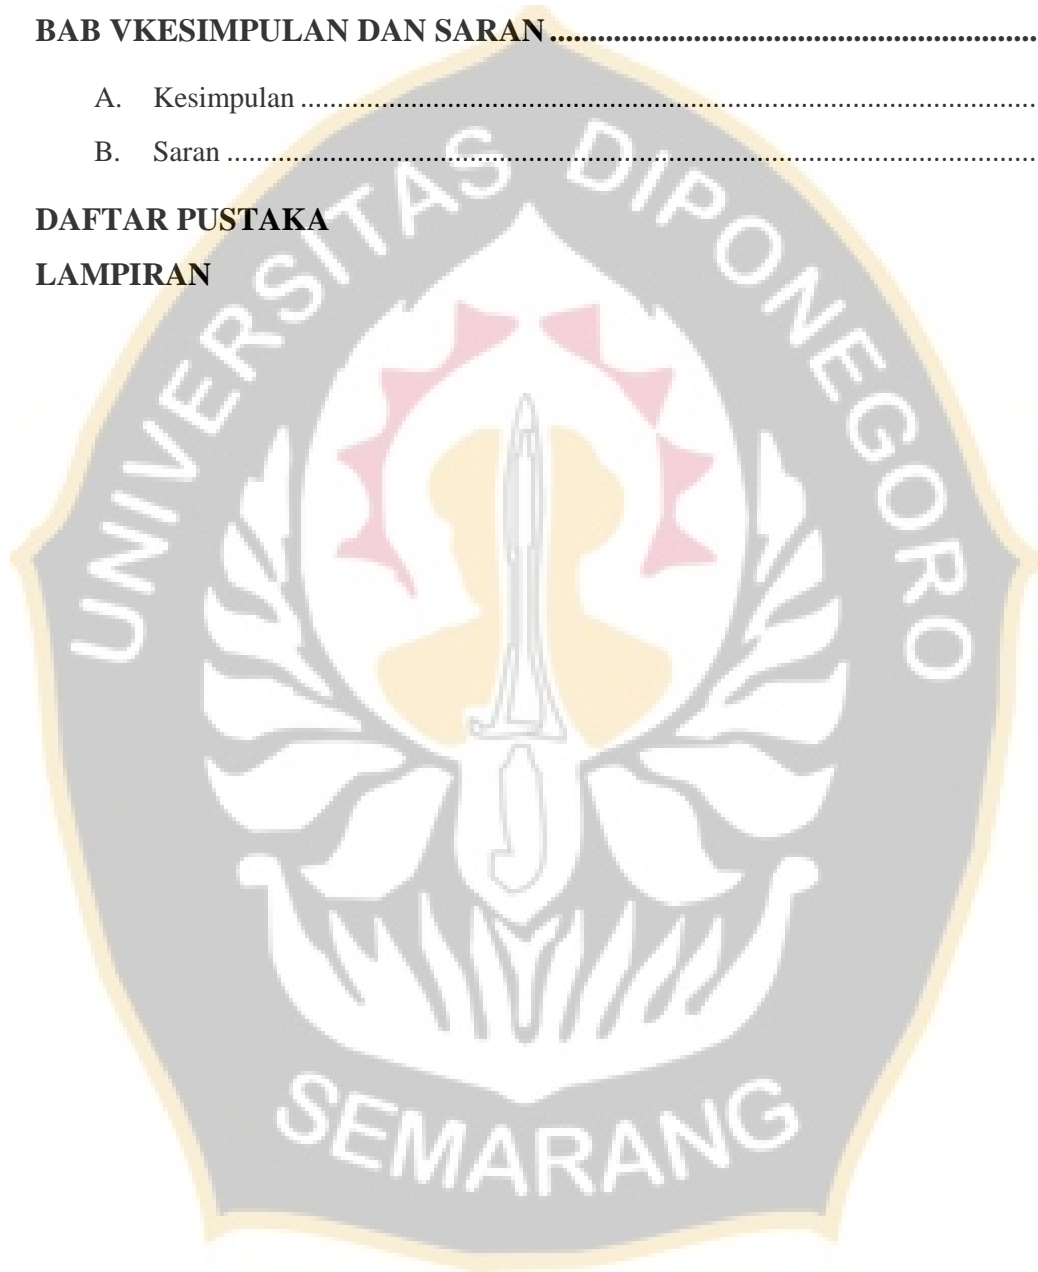 BAB VKESIMPULAN DAN SARAN ...............................................................
A. Kesimpulan ....................................................................................
B. Saran .............................................................................................
DAFTAR PUSTAKA
LAMPIRAN
UNIVERSITAS DIPONEGORO
SEMARANG